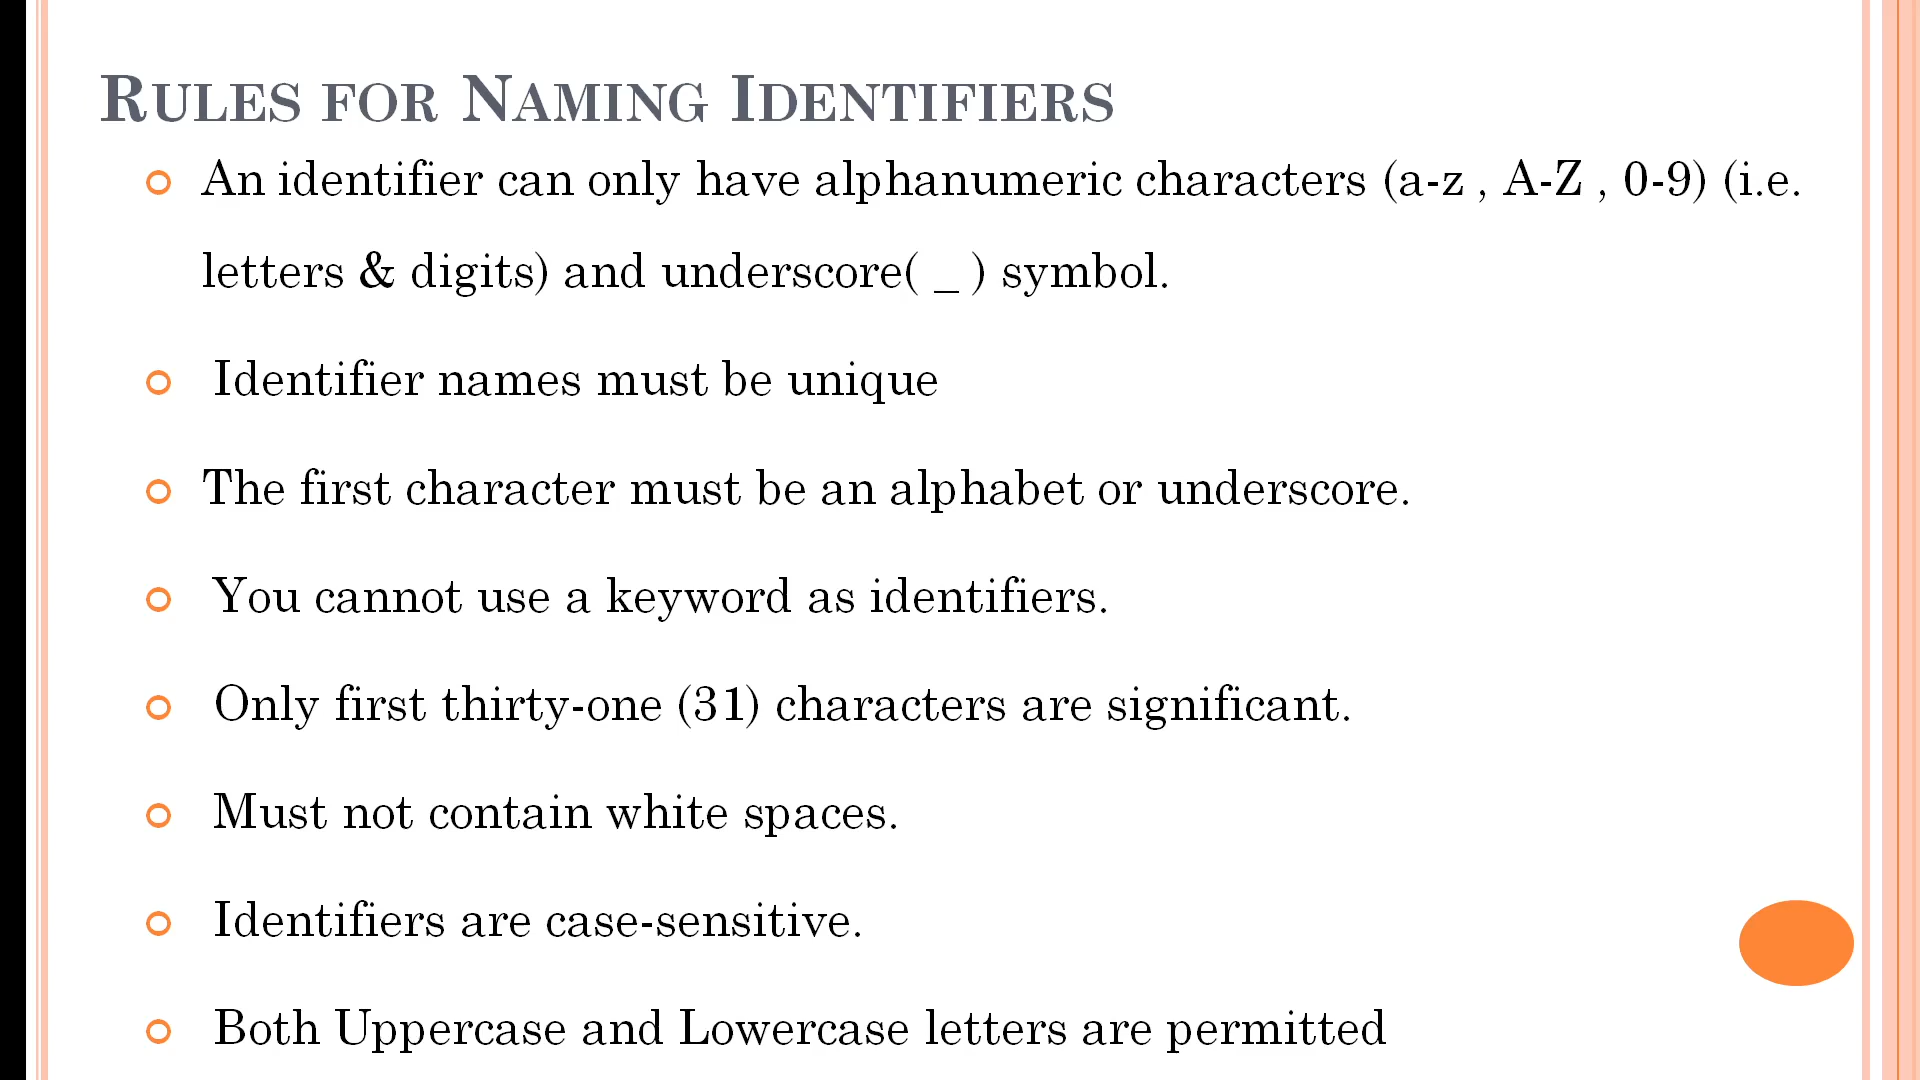 RULES FOR NAMING IDENTIFIERS
An identifier can only have alphanumeric characters (a-z , A-Z , 0-9) (i.e.
letters & digits) and underscore( _ ) symbol.
Identifier names must be unique
The first character must be an alphabet or underscore.
You cannot use a keyword as identifiers.
Only first thirty-one (31) characters are significant.
Must not contain white spaces.
Identifiers are case-sensitive.
Both Uppercase and Lowercase letters are permitted